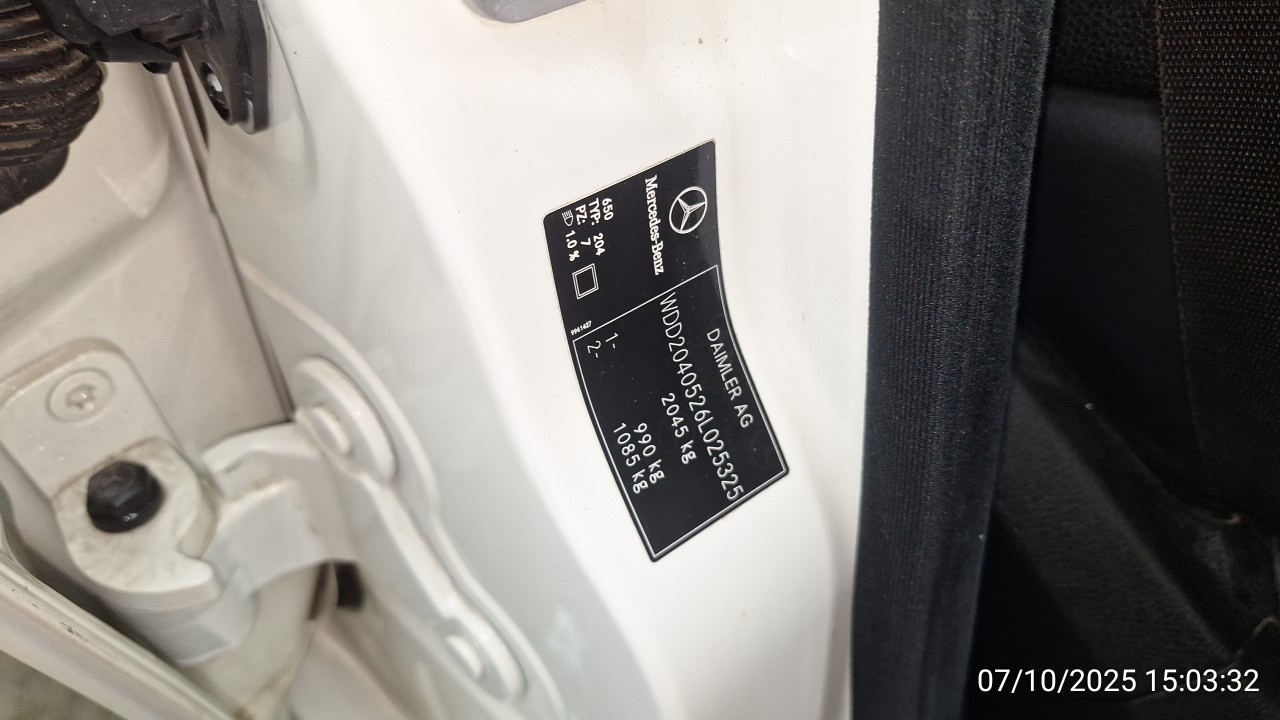 Mercedes-Benz
650
TYP: 204
PZ: 7
1.0 %
DAIMLER AG
WDD2040526L025325
2045 kg
1- 990 kg
2- 1085 kg
9961427
07/10/2025 15:03:32